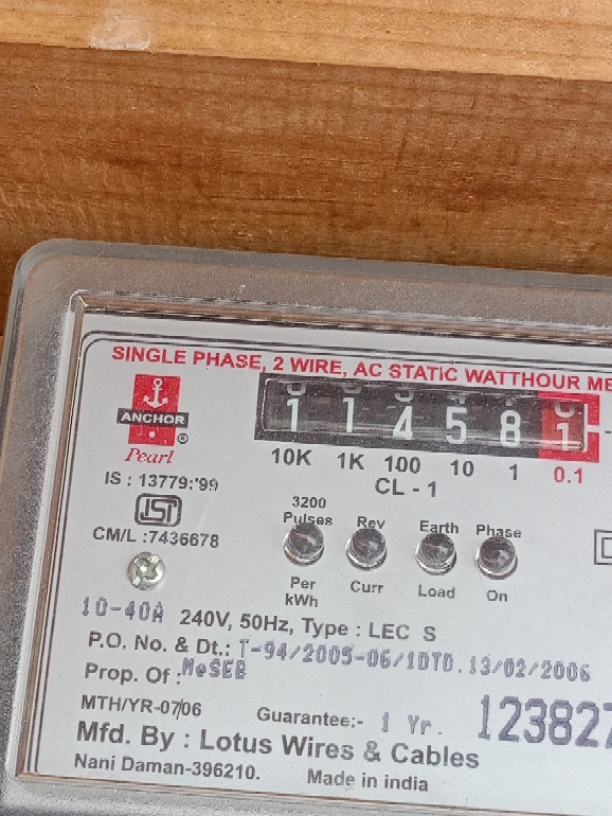 SINGLE PHASE, 2 WIRE, AC STATIC WATTHOUR
1 1 4 5 8 1
ANCHOR
®
Pearl
10K 1K 100 10 1 0.1
CL - 1
IS : 13779:'99
ISI
CM/L :7436678
3200
Pulses Rev Earth Phase
Per Curr Load On
kWh
10-40A 240V, 50Hz, Type : LEC S
P.O. No. & Dt.: T-94/2005-06/1DTD.13/02/2006
Prop. Of : MeSEB
MTH/YR-07/06 Guarantee:- 1 Yr.
Mfd. By : Lotus Wires & Cables
Nani Daman-396210. Made in india